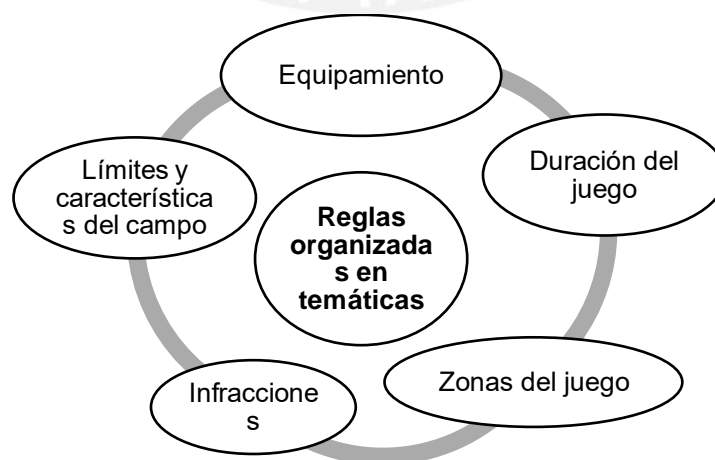 Equipamiento
Duración del
juego
Límites y
característica
s del campo
Reglas
organizada
s en
temáticas
Zonas del juego
Infraccione
s